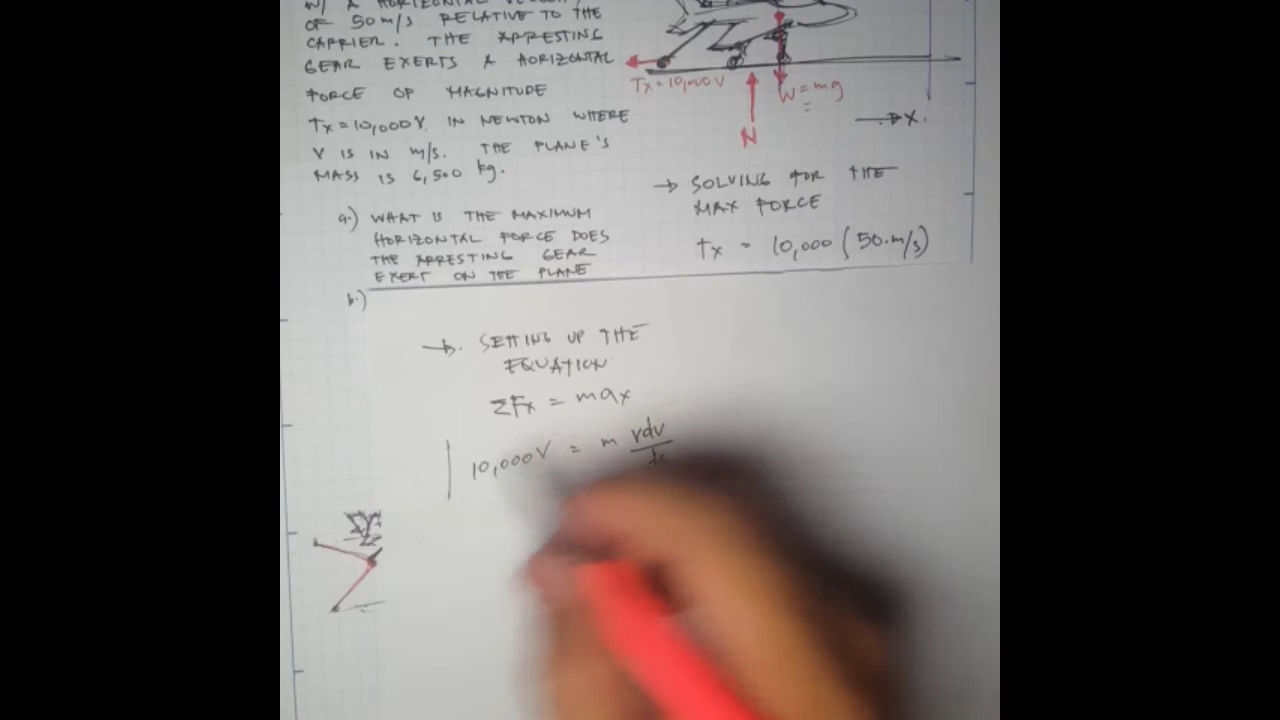 W/ A HORIZONTAL
OF 50 m/s RELATIVE TO THE
CARRIER. THE ARRESTING
GEAR EXERTS A HORIZONTAL
FORCE OF MAGNITUDE
Tx = 10,000V. IN NEWTON WHERE
V IS IN m/s. THE PLANE'S
MASS IS 6,500 kg.
a.) WHAT IS THE MAXIMUM
HORIZONTAL FORCE DOES
THE ARRESTING GEAR
EXERT ON THE PLANE
b.)
Tx = 10,000 V
W = mg
N
X.
→ SOLVING FOR THE
MAX FORCE
Tx = 10,000 (50 m/s)
→. SETTING UP THE
EQUATION
ΣFx = max
10,000V = m vdv